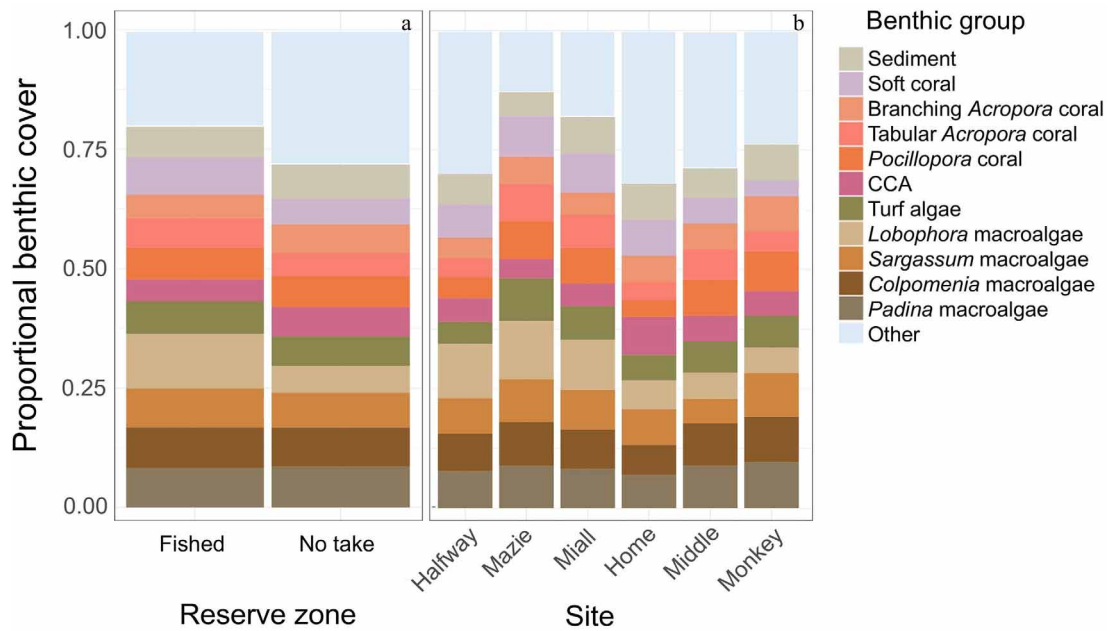 Proportional benthic cover
1.00
0.75
0.50
0.25
0.00
a
Fished
No take
Reserve zone
b
Halfway
Mazie
Miall
Home
Middle
Monkey
Site
Benthic group
Sediment
Soft coral
Branching Acropora coral
Tabular Acropora coral
Pocillopora coral
CCA
Turf algae
Lobophora macroalgae
Sargassum macroalgae
Colpomenia macroalgae
Padina macroalgae
Other